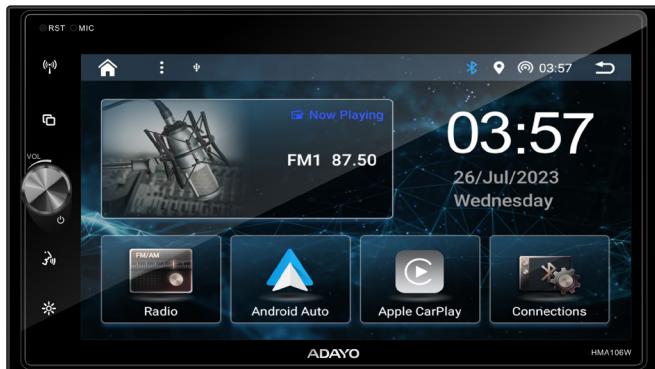 RST MIC
03:57
VOL
Now Playing
FM1 87.50
03:57
26/Jul/2023
Wednesday
FM/AM
Radio
Android Auto
Apple CarPlay
Connections
ADAYO
HMA106W